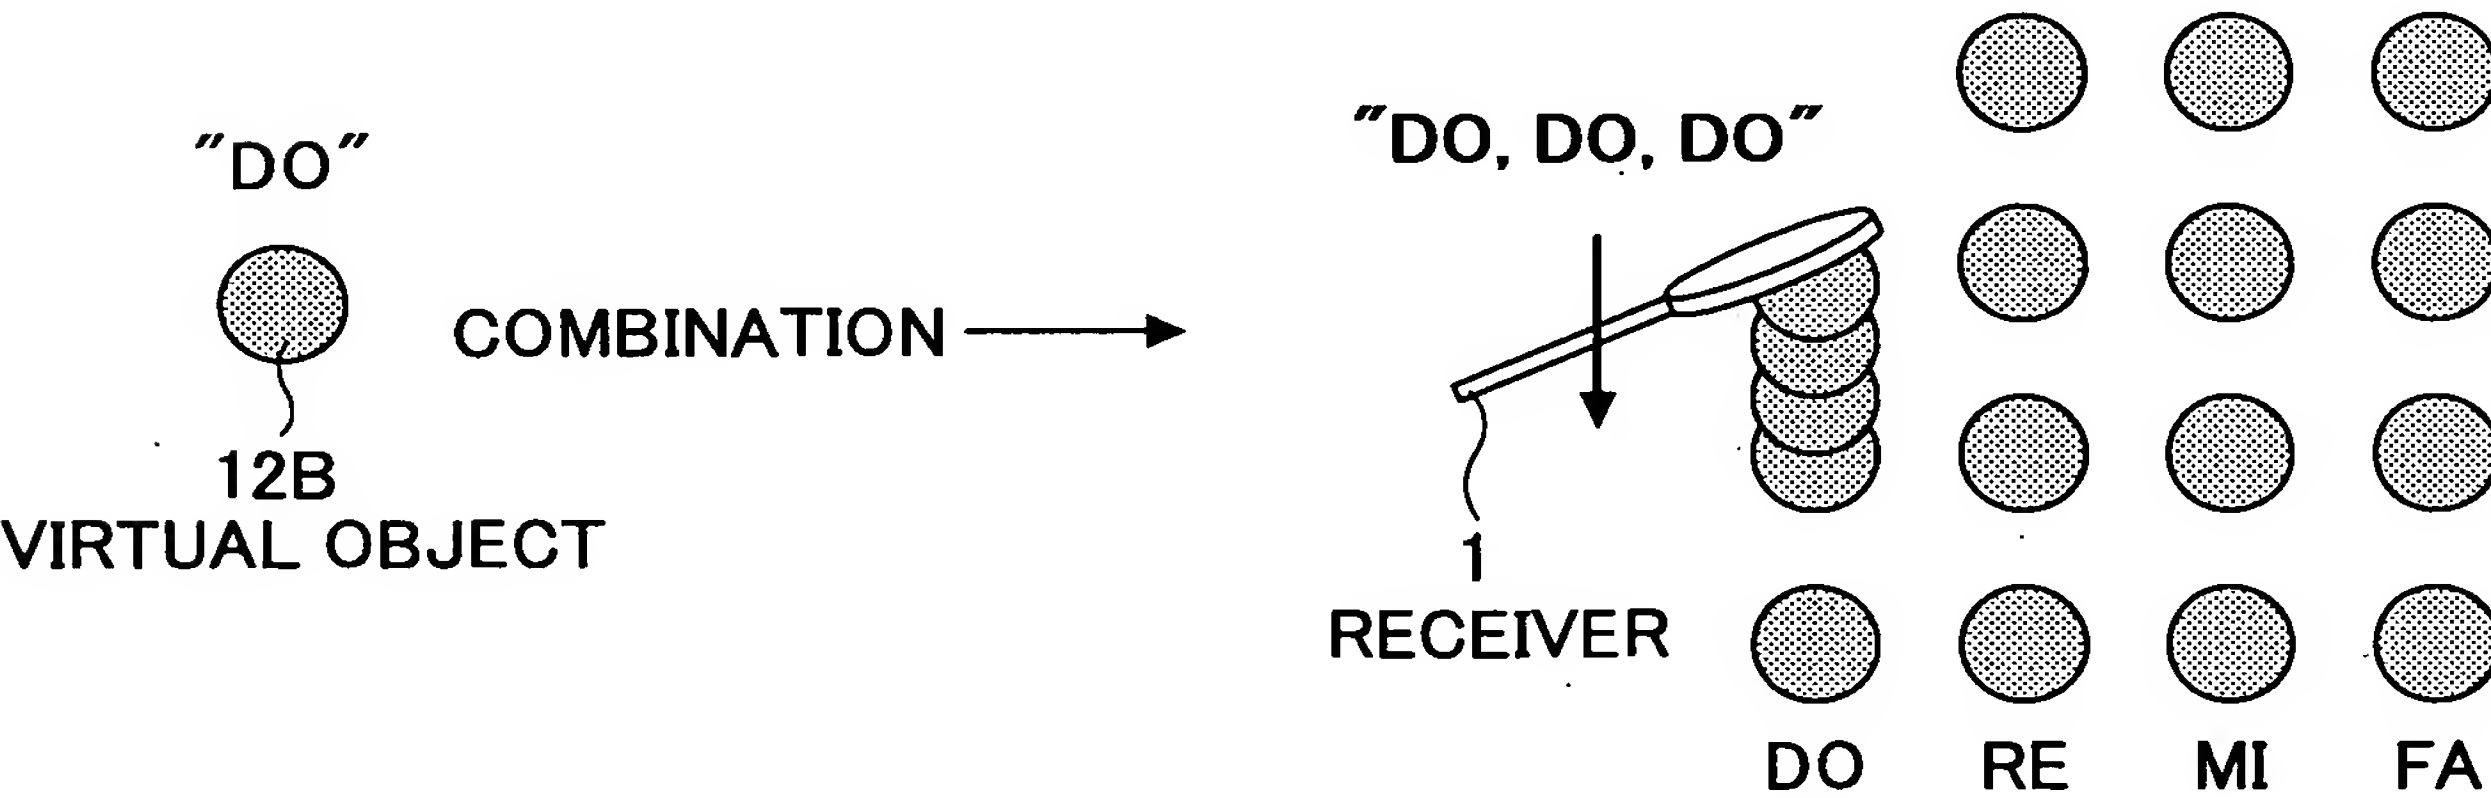 "DO"
12B
VIRTUAL OBJECT
COMBINATION
"DO, DO, DO"
1
RECEIVER
DO RE MI FA